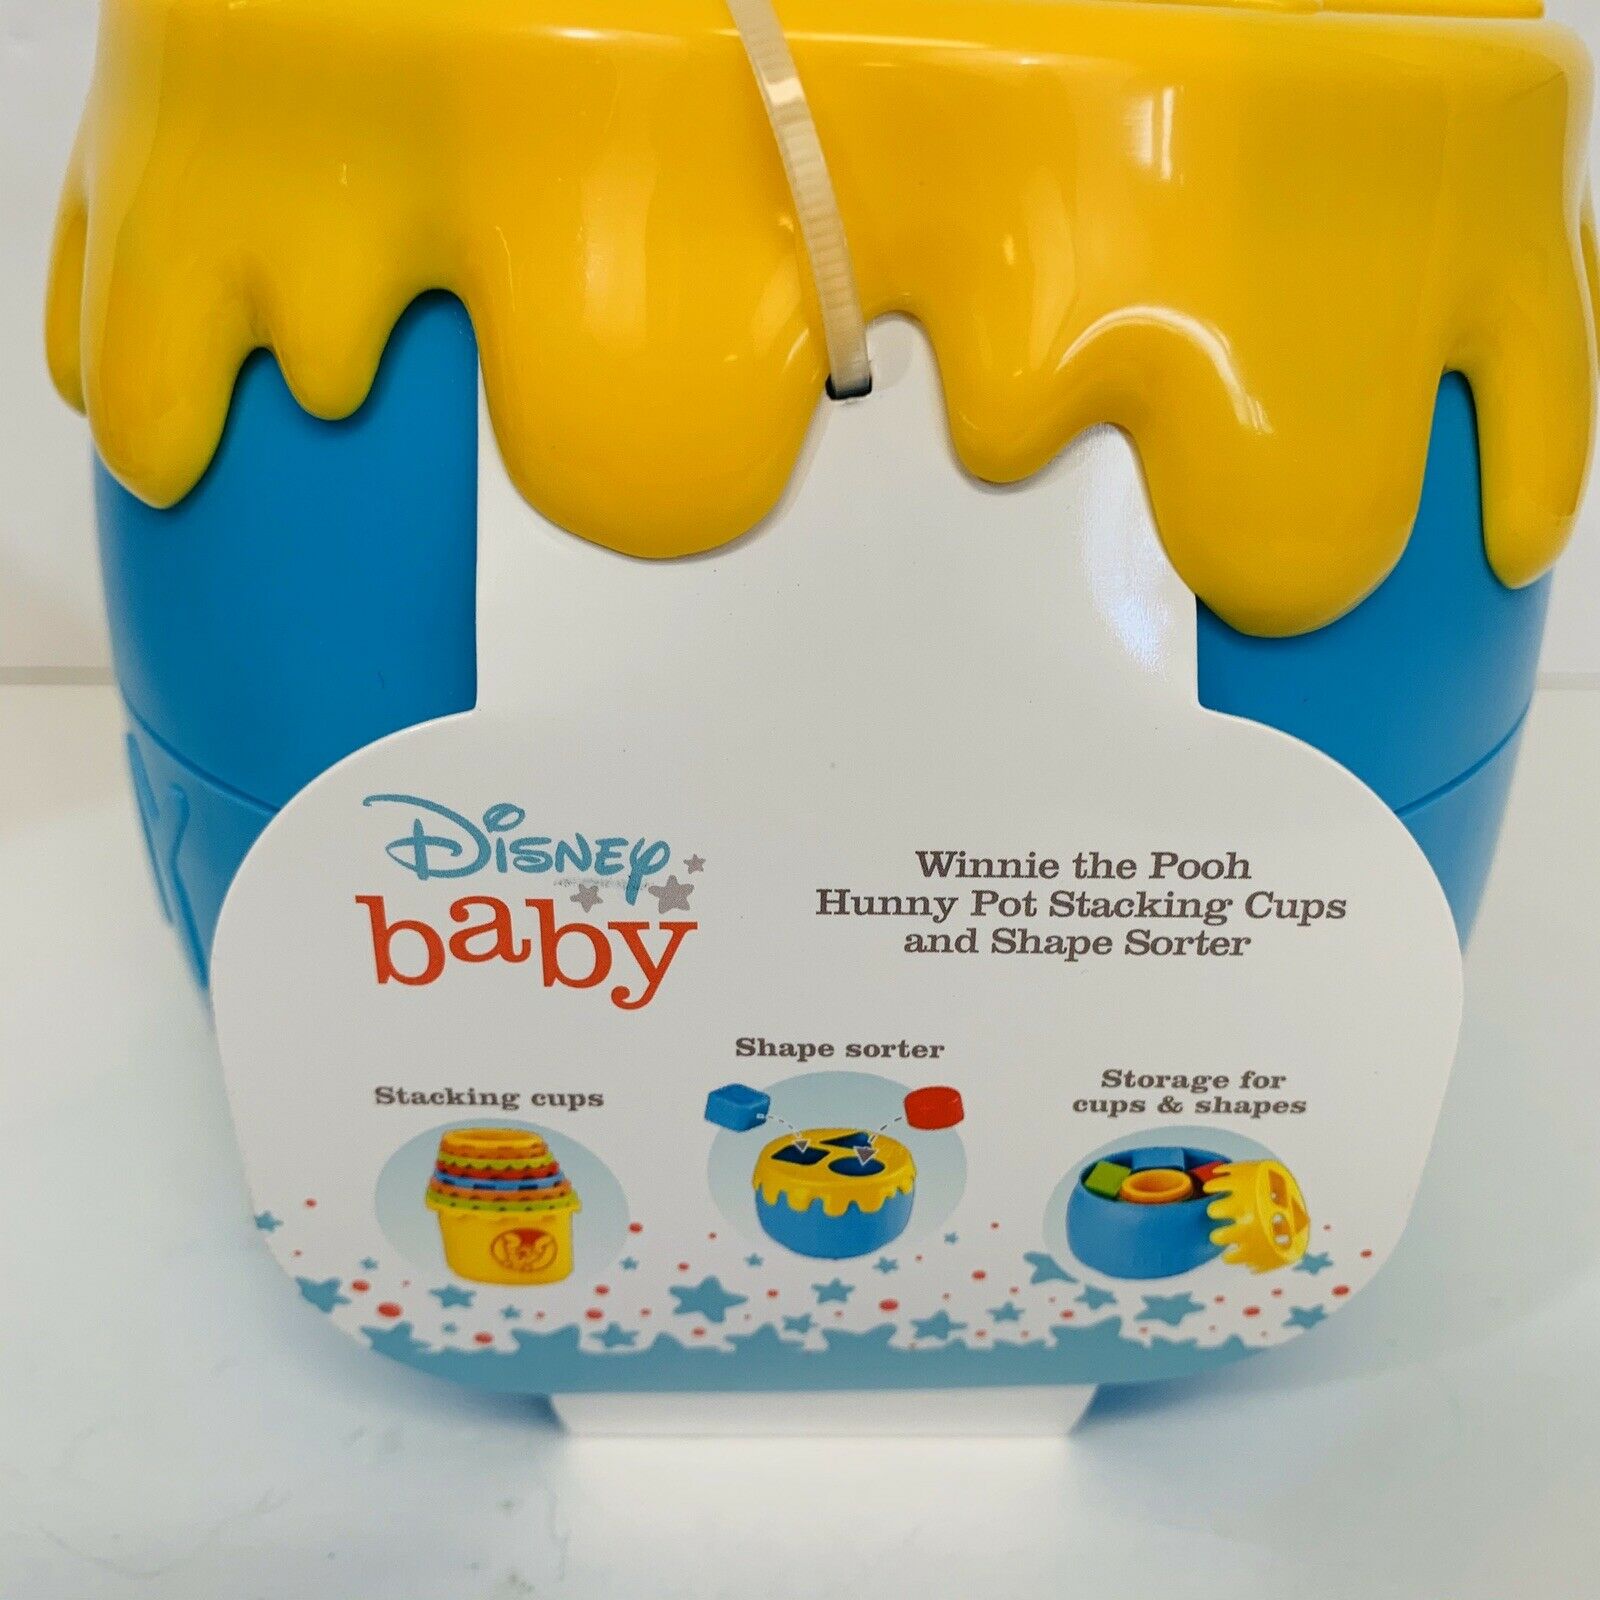 Disney
baby
Winnie the Pooh
Hunny Pot Stacking Cups
and Shape Sorter
Stacking cups
Shape sorter
Storage for
cups & shapes